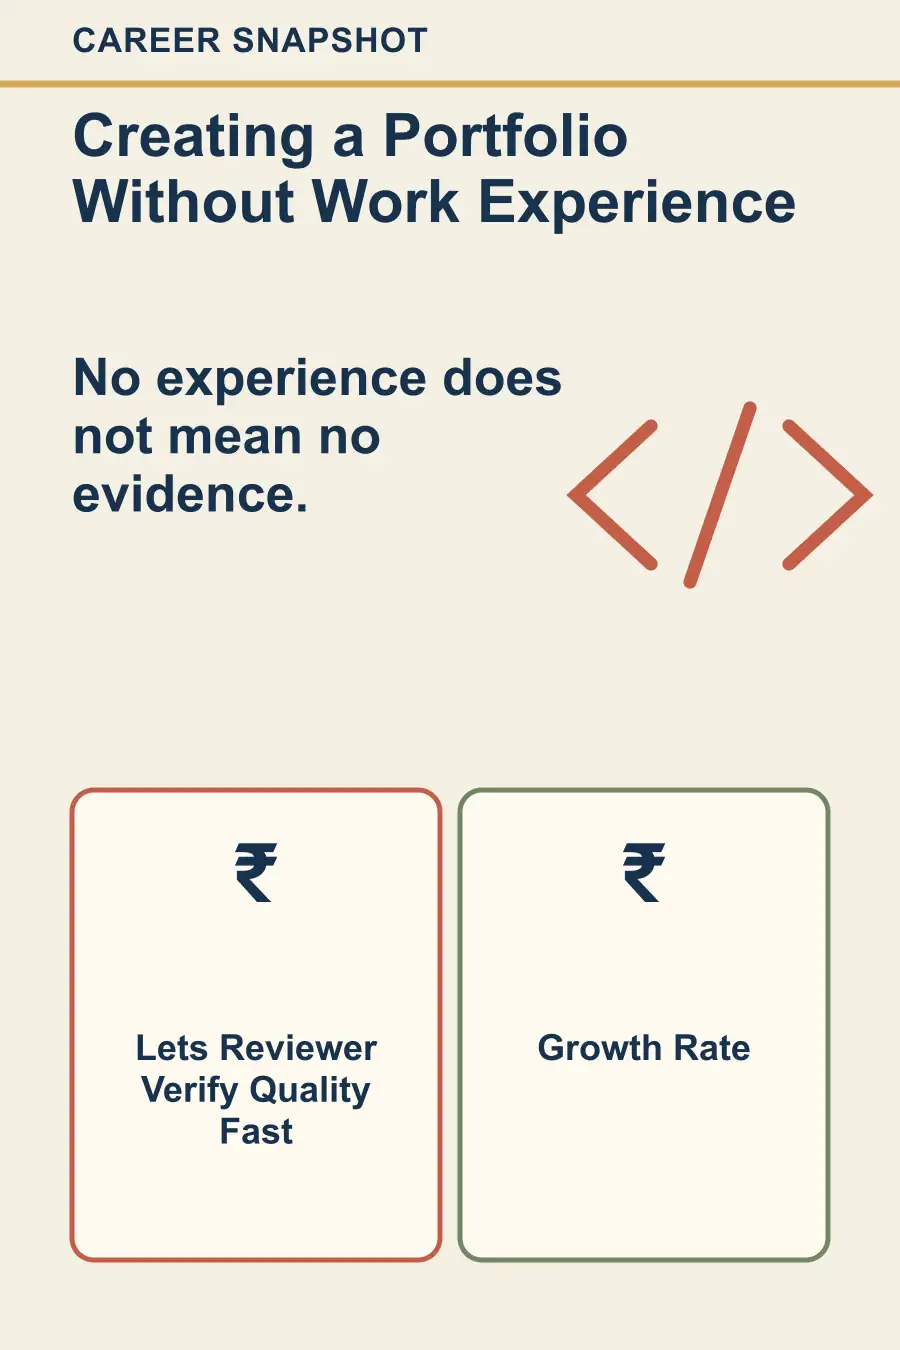 CAREER SNAPSHOT
Creating a Portfolio
Without Work Experience
No experience does
not mean no
evidence.
</>
₹
Lets Reviewer
Verify Quality
Fast
₹
Growth Rate